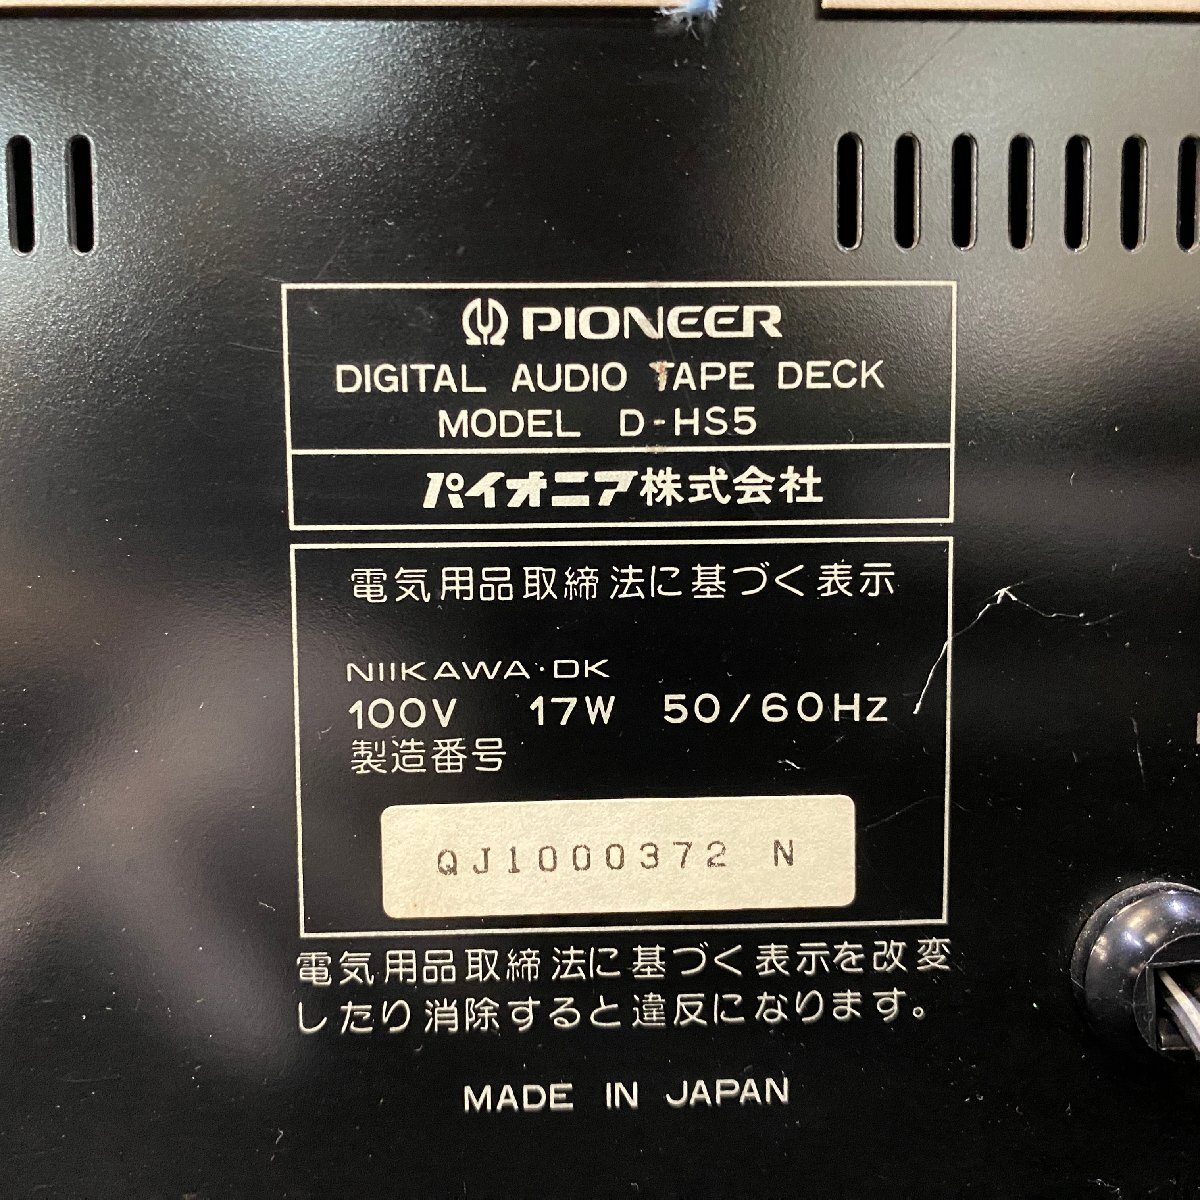 PIONEER
DIGITAL AUDIO TAPE DECK
MODEL D-HS5
パイオニア株式会社
電気用品取締法に基づく表示
NIIKAWA・DK
100V 17W 50/60Hz
製造番号
QJ1000372 N
電気用品取締法に基づく表示を改変
したり消除すると違反になります。
MADE IN JAPAN